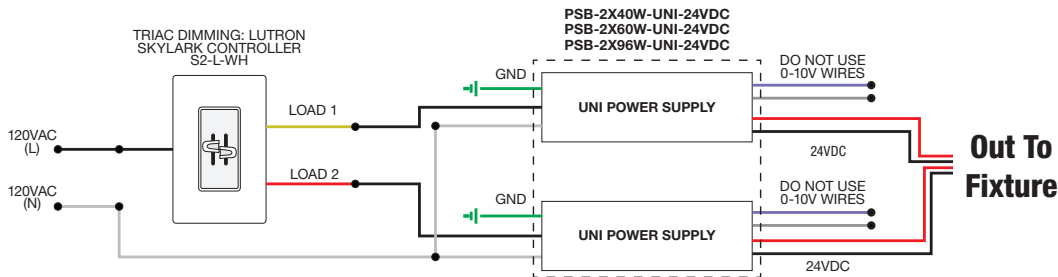 PSB-2X40W-UNI-24VDC
PSB-2X60W-UNI-24VDC
PSB-2X96W-UNI-24VDC
TRIAC DIMMING: LUTRON
SKYLARK CONTROLLER
S2-L-WH
DO NOT USE
0-10V WIRES
GND
UNI POWER SUPPLY
LOAD 1
120VAC
(L)
24VDC
Out To
Fixture
LOAD 2
120VAC
(N)
DO NOT USE
0-10V WIRES
GND
UNI POWER SUPPLY
24VDC